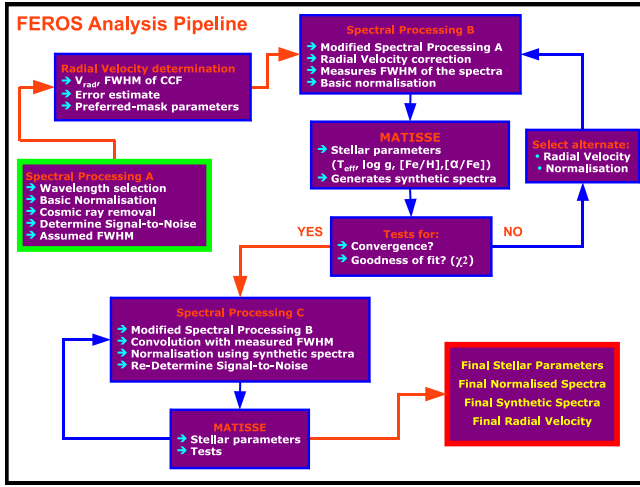 FEROS Analysis Pipeline
Radial Velocity determination
→ Vrad, FWHM of CCF
→ Error estimate
→ Preferred-mask parameters
Spectral Processing A
→ Wavelength selection
→ Basic Normalisation
→ Cosmic ray removal
→ Determine Signal-to-Noise
→ Assumed FWHM
Spectral Processing B
→ Modified Spectral Processing A
→ Radial Velocity correction
→ Measures FWHM of the spectra
→ Basic normalisation
MATISSE
→ Stellar parameters
(Teff, log g, [Fe/H],[α/Fe])
→ Generates synthetic spectra
Select alternate:
• Radial Velocity
• Normalisation
Tests for:
→ Convergence?
→ Goodness of fit? (χ2)
YES
NO
Spectral Processing C
→ Modified Spectral Processing B
→ Convolution with measured FWHM
→ Normalisation using synthetic spectra
→ Re-Determine Signal-to-Noise
MATISSE
→ Stellar parameters
→ Tests
Final Stellar Parameters
Final Normalised Spectra
Final Synthetic Spectra
Final Radial Velocity